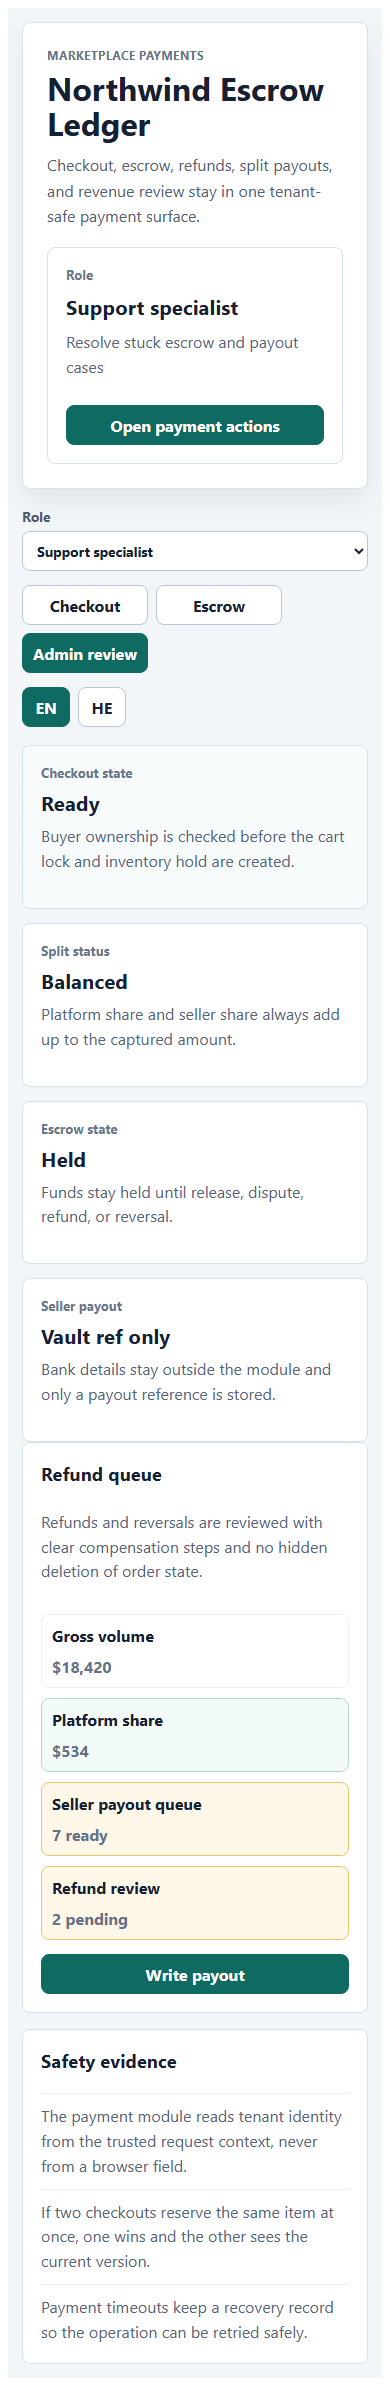 MARKETPLACE PAYMENTS
Northwind Escrow
Ledger
Checkout, escrow, refunds, split payouts,
and revenue review stay in one tenant-
safe payment surface.
Role
Support specialist
Resolve stuck escrow and payout
cases
Open payment actions
Role
Support specialist
Checkout
Escrow
Admin review
EN
HE
Checkout state
Ready
Buyer ownership is checked before the cart
lock and inventory hold are created.
Split status
Balanced
Platform share and seller share always add
up to the captured amount.
Escrow state
Held
Funds stay held until release, dispute,
refund, or reversal.
Seller payout
Vault ref only
Bank details stay outside the module and
only a payout reference is stored.
Refund queue
Refunds and reversals are reviewed with
clear compensation steps and no hidden
deletion of order state.
Gross volume
$18,420
Platform share
$534
Seller payout queue
7 ready
Refund review
2 pending
Write payout
Safety evidence
The payment module reads tenant identity
from the trusted request context, never
from a browser field.
If two checkouts reserve the same item at
once, one wins and the other sees the
current version.
Payment timeouts keep a recovery record
so the operation can be retried safely.